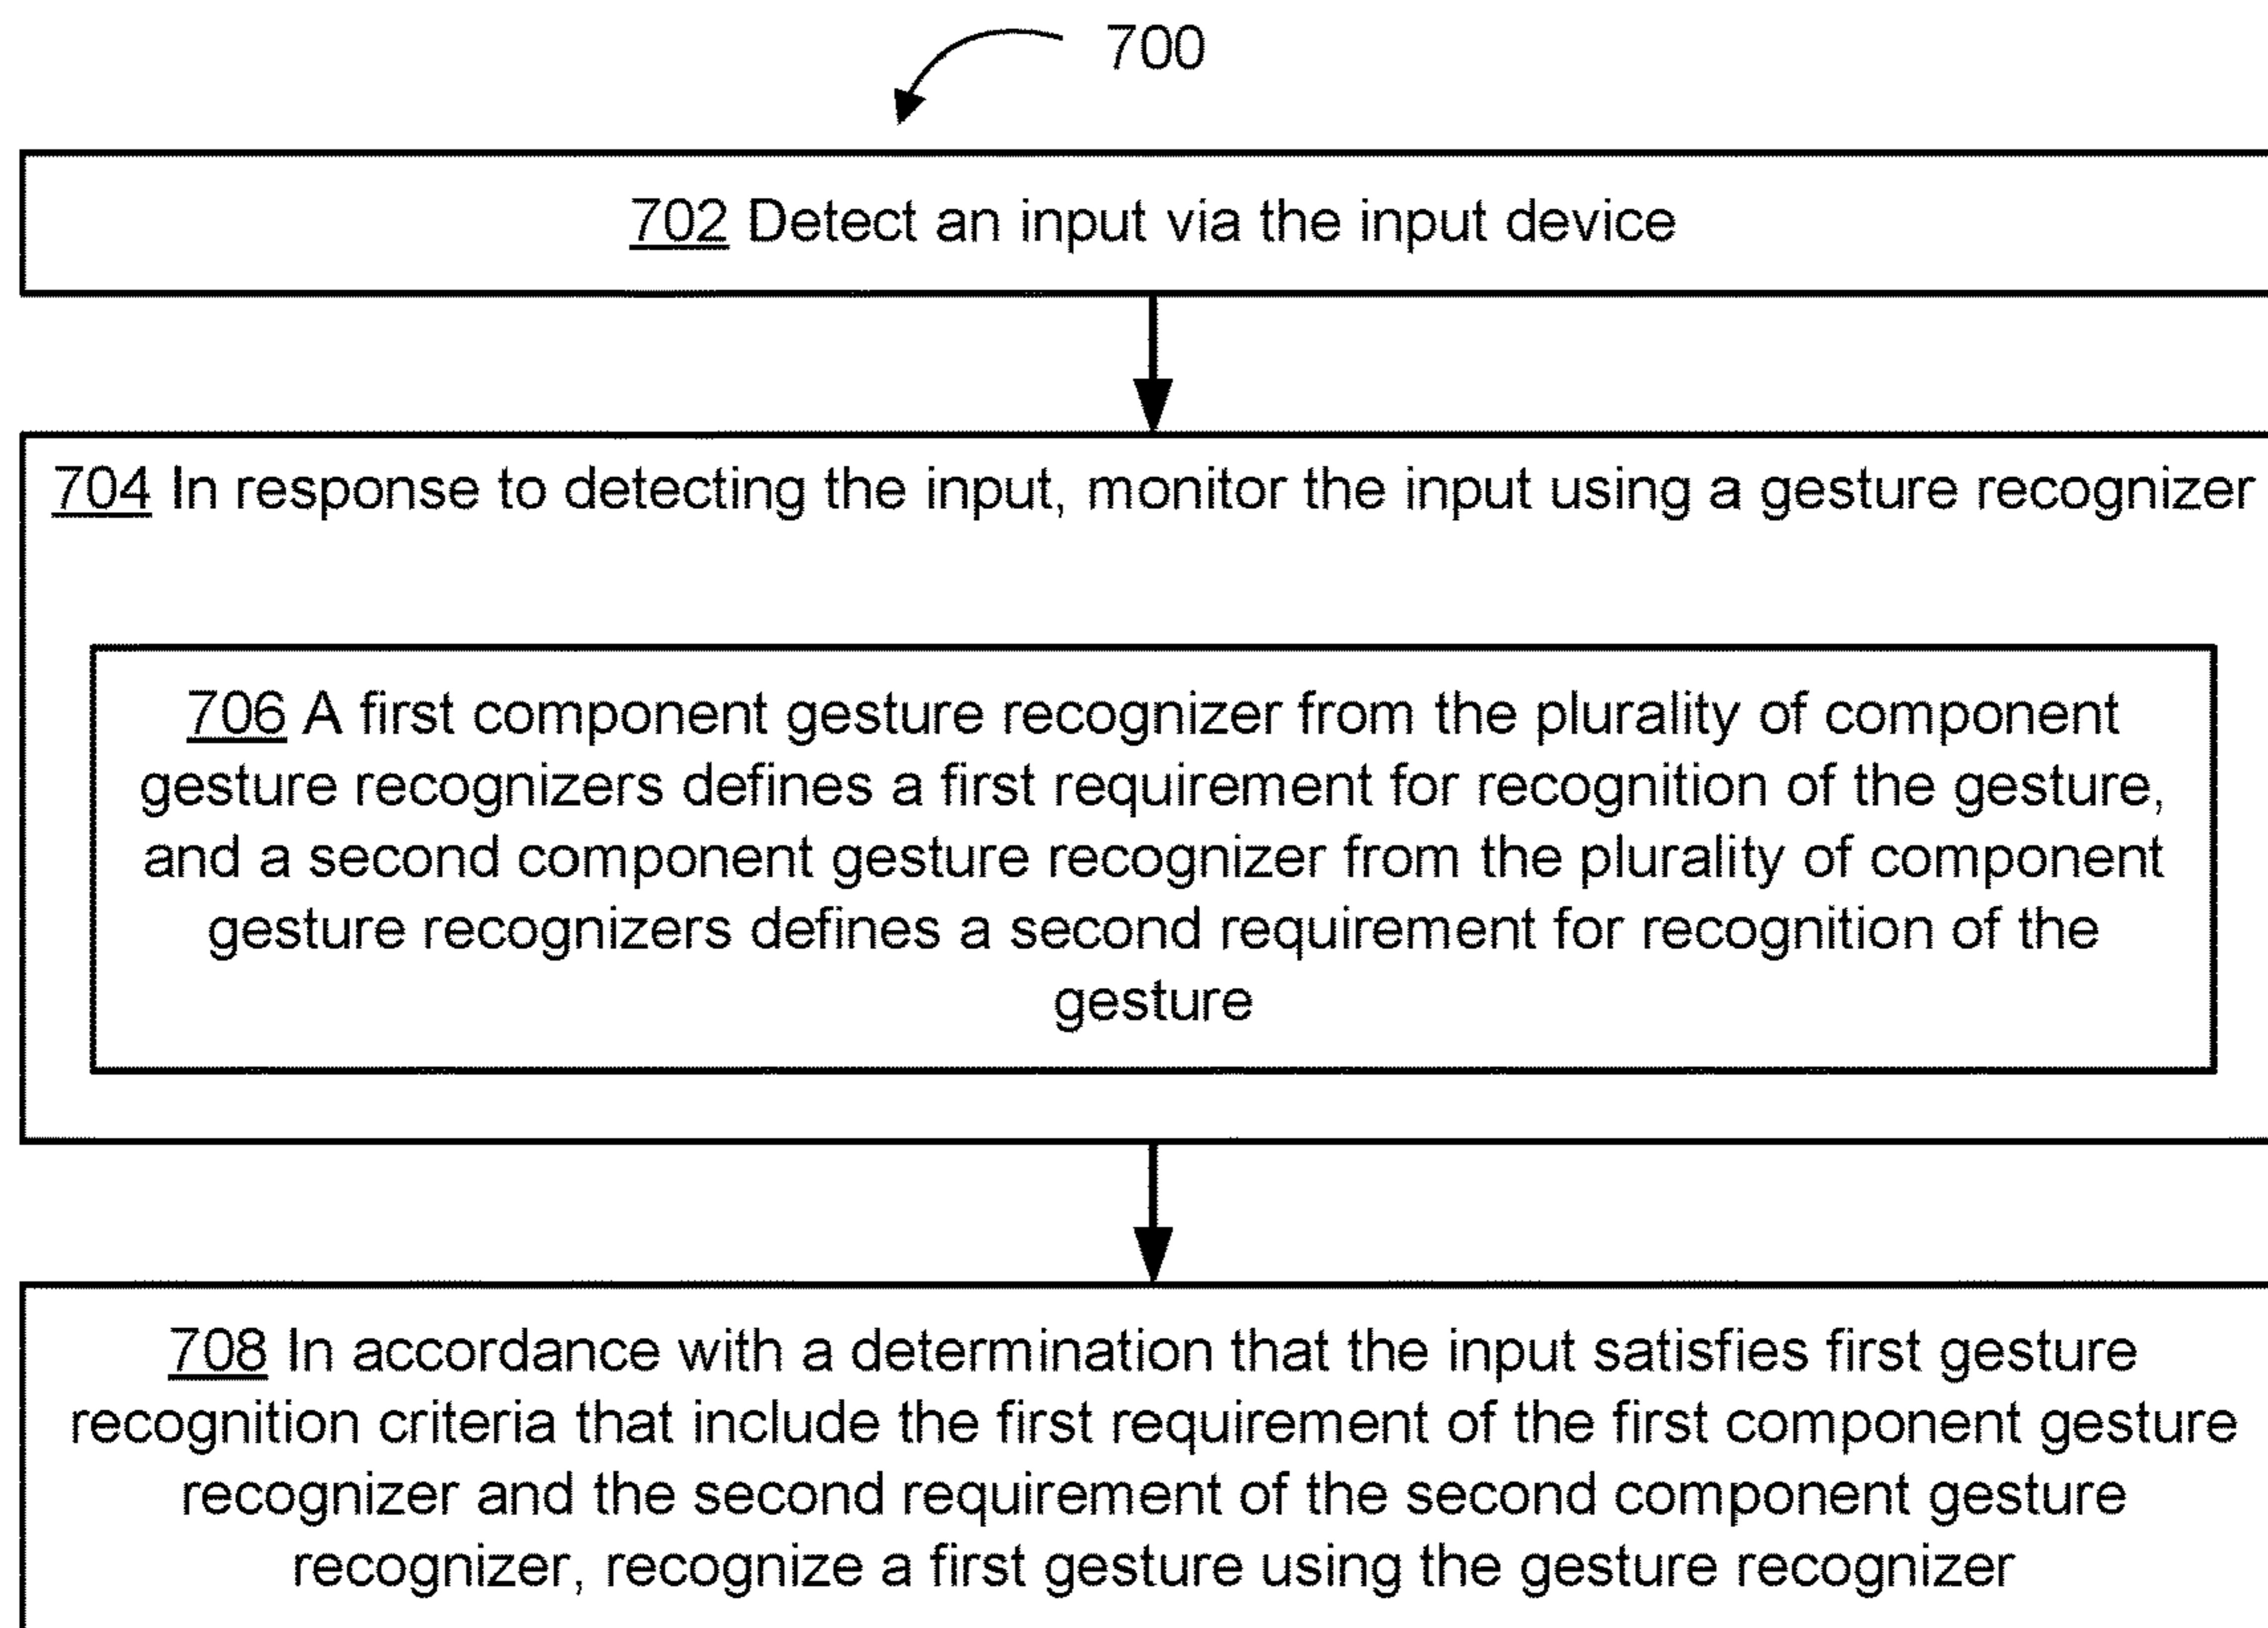 700
702 Detect an input via the input device
704 In response to detecting the input, monitor the input using a gesture recognizer
706 A first component gesture recognizer from the plurality of component
gesture recognizers defines a first requirement for recognition of the gesture,
and a second component gesture recognizer from the plurality of component
gesture recognizers defines a second requirement for recognition of the
gesture
708 In accordance with a determination that the input satisfies first gesture
recognition criteria that include the first requirement of the first component gesture
recognizer and the second requirement of the second component gesture
recognizer, recognize a first gesture using the gesture recognizer